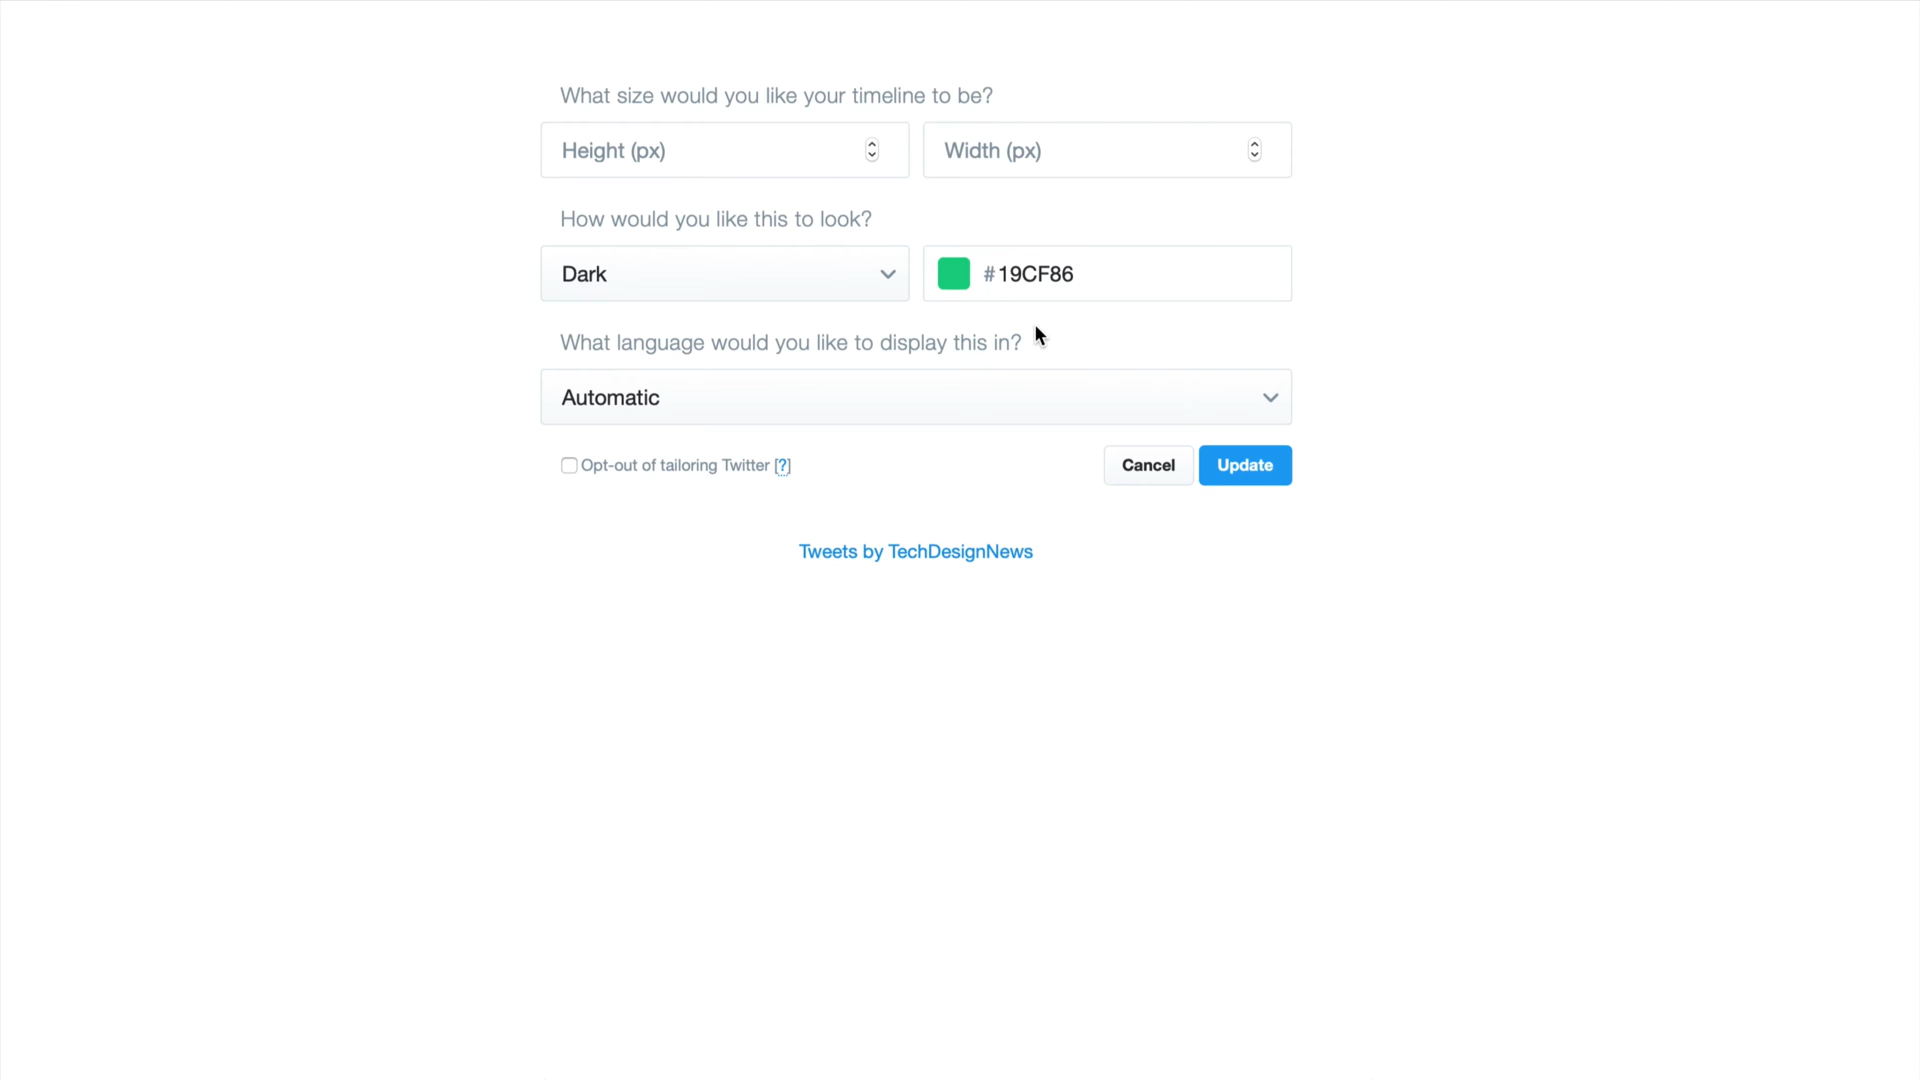 What size would you like your timeline to be?
Height (px) Width (px)
How would you like this to look?
Dark #19CF86
What language would you like to display this in?
Automatic
Opt-out of tailoring Twitter [?] Cancel Update
Tweets by TechDesignNews